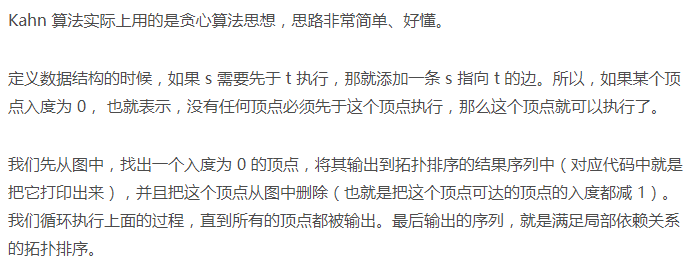 Kahn 算法实际上用的是贪心算法思想，思路非常简单、好懂。
定义数据结构的时候，如果 s 需要先于 t 执行，那就添加一条 s 指向 t 的边。所以，如果某个顶
点入度为 0， 也就表示，没有任何顶点必须先于这个顶点执行，那么这个顶点就可以执行了。
我们先从图中，找出一个入度为 0 的顶点，将其输出到拓扑排序的结果序列中（对应代码中就是
把它打印出来），并且把这个顶点从图中删除（也就是把这个顶点可达的顶点的入度都减 1）。
我们循环执行上面的过程，直到所有的顶点都被输出。最后输出的序列，就是满足局部依赖关系
的拓扑排序。